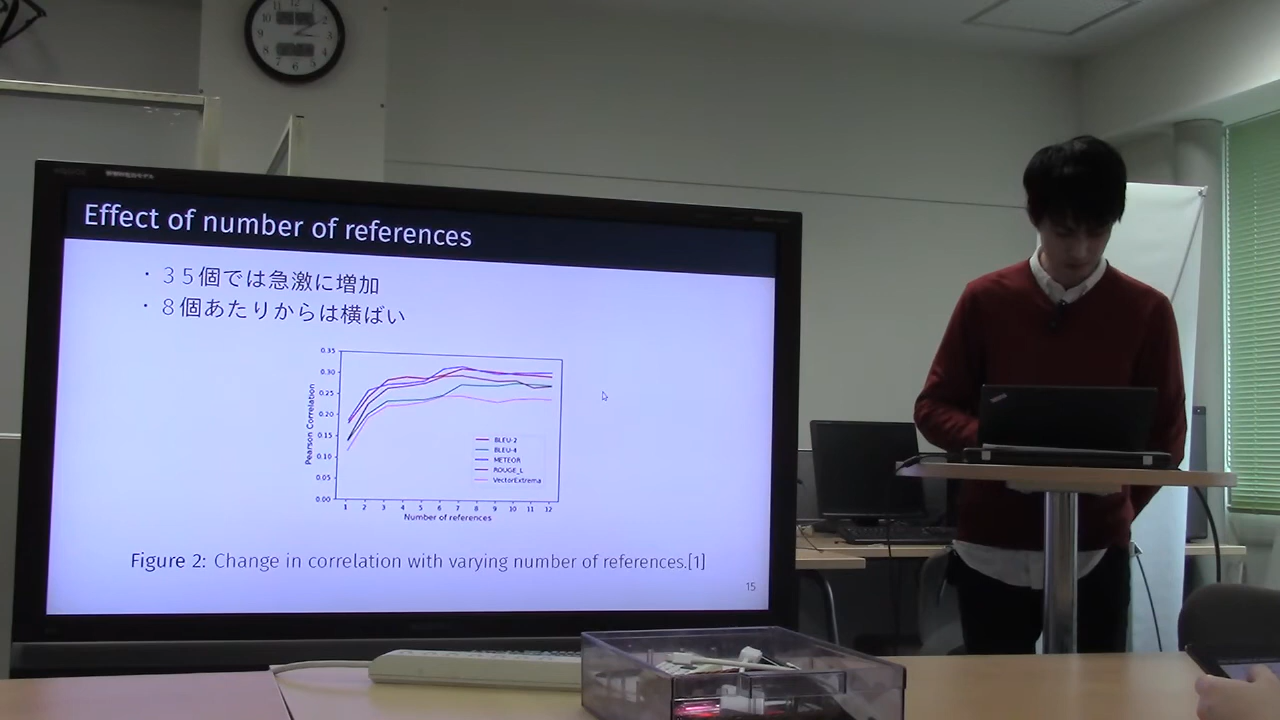 Effect of number of references
・３５個では急激に増加
・８個あたりからは横ばい
0.35
0.30
0.25
0.20
0.15
0.10
0.05
0.00
Pearson Correlation
BLEU-2
BLEU-4
METEOR
ROUGE_L
VectorExtrema
1 2 3 4 5 6 7 8 9 10 11 12
Number of references
Figure 2: Change in correlation with varying number of references.[1]
15